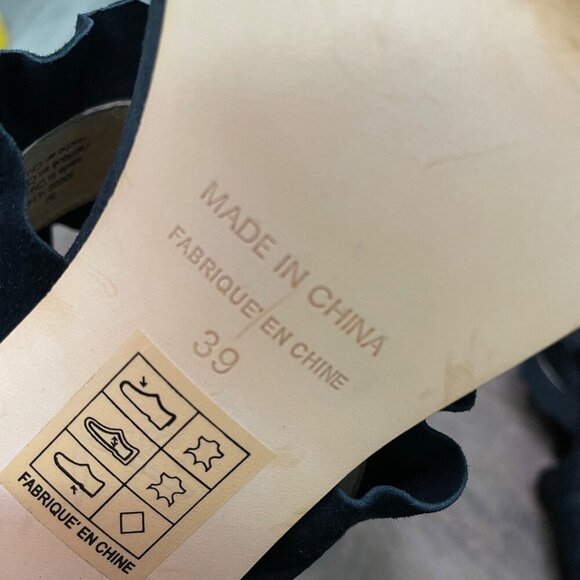 MADE IN CHINA
FABRIQUE' EN CHINE
39
FABRIQUE' EN CHINE